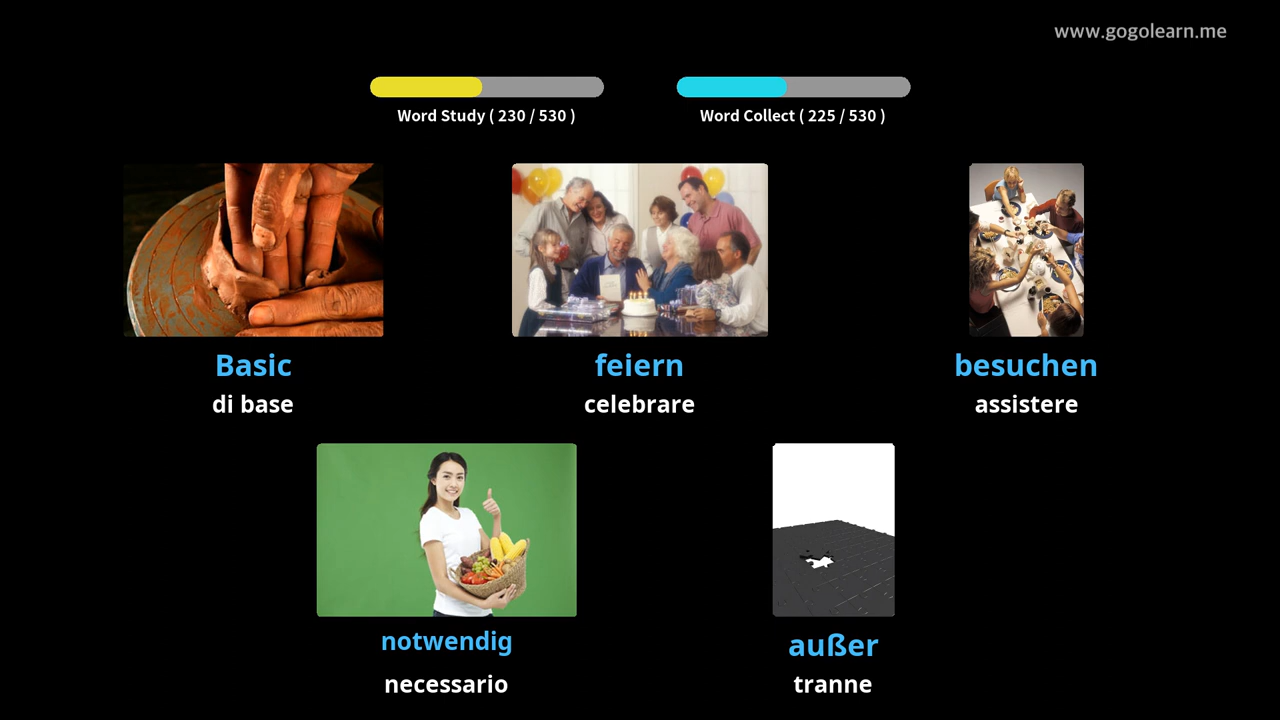 www.gogolearn.me
Word Study ( 230 / 530 )
Word Collect ( 225 / 530 )
Basic
di base
feiern
celebrare
besuchen
assistere
notwendig
necessario
außer
tranne